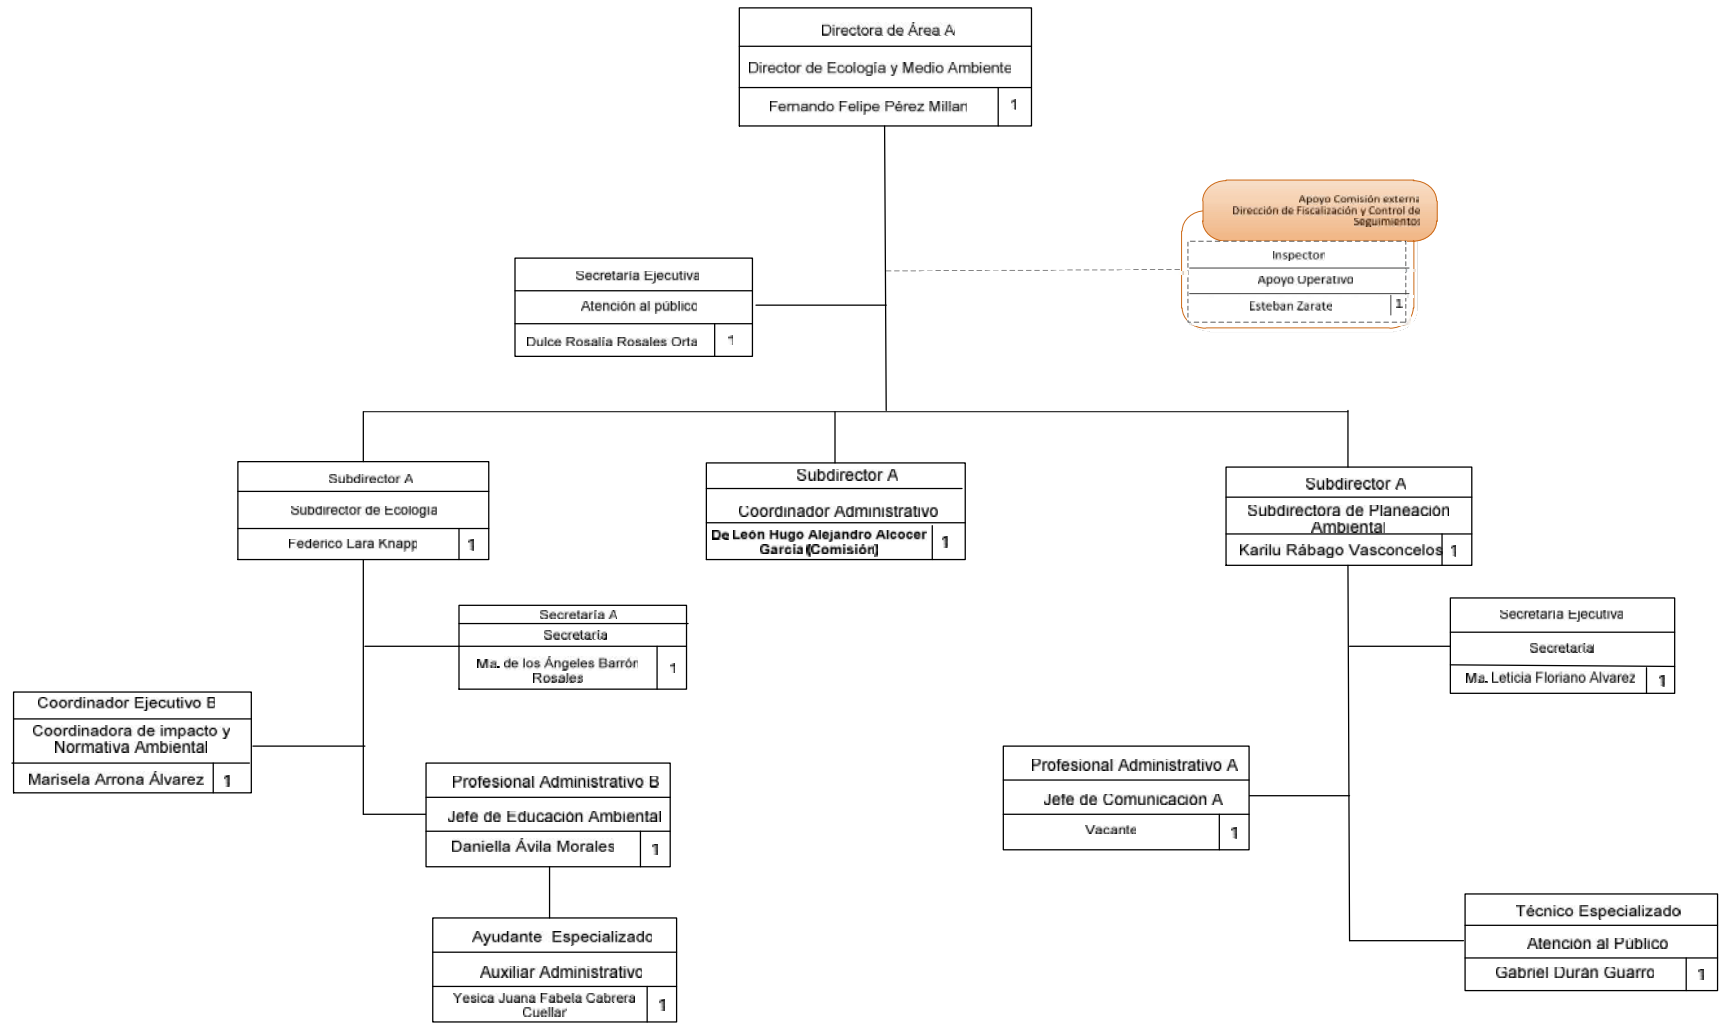 Directora de Área A
Director de Ecología y Medio Ambiente
Fernando Felipe Pérez Millan
1
Apoyo Comisión externa
Dirección de Fiscalización y Control de
Seguimientos
Inspector
Apoyo Operativo
Esteban Zarate
1
Secretaría Ejecutiva
Atención al público
Dulce Rosalía Rosales Orta
1
Subdirector A
Subdirector de Ecología
Federico Lara Knapp
1
Subdirector A
Coordinador Administrativo
De León Hugo Alejandro Alcocer
García (Comisión)
1
Subdirector A
Subdirectora de Planeación
Ambiental
Karilu Rábago Vasconcelos
1
Secretaría A
Secretaría
Ma. de los Ángeles Barrón
Rosales
1
Secretaria Ejecutiva
Secretaría
Ma. Leticia Floriano Alvarez
1
Coordinador Ejecutivo B
Coordinadora de impacto y
Normativa Ambiental
Marisela Arrona Álvarez
1
Profesional Administrativo B
Jefe de Educación Ambiental
Daniella Ávila Morales
1
Profesional Administrativo A
Jefe de Comunicación A
Vacante
1
Ayudante Especializado
Auxiliar Administrativo
Yesica Juana Fabela Cabrera
Cuellar
1
Técnico Especializado
Atención al Público
Gabriel Durán Guarro
1